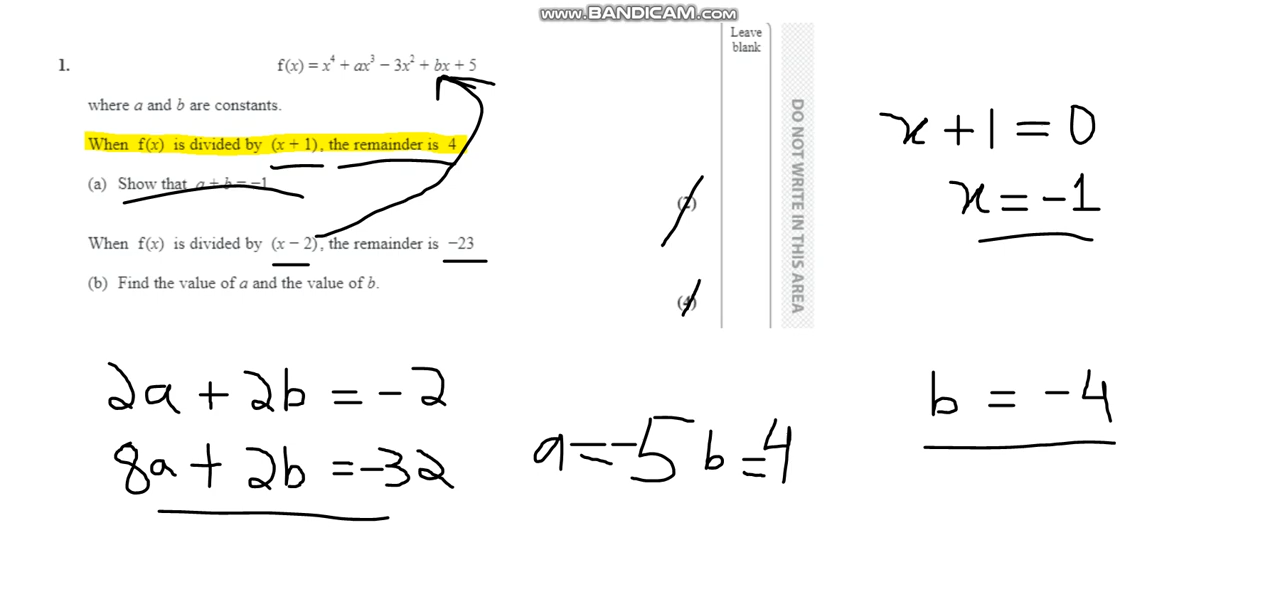 www.BANDICAM.com
Leave
blank
1.
f(x) = x⁴ + ax³ − 3x² + bx + 5
where a and b are constants.
When f(x) is divided by (x + 1), the remainder is 4
(a) Show that a + b = −1
(2)
When f(x) is divided by (x − 2), the remainder is −23
(b) Find the value of a and the value of b.
(4)
DO NOT WRITE IN THIS AREA
x + 1 = 0
x = −1
2a + 2b = −2
8a + 2b = −32
a = −5 b = 4
b = −4